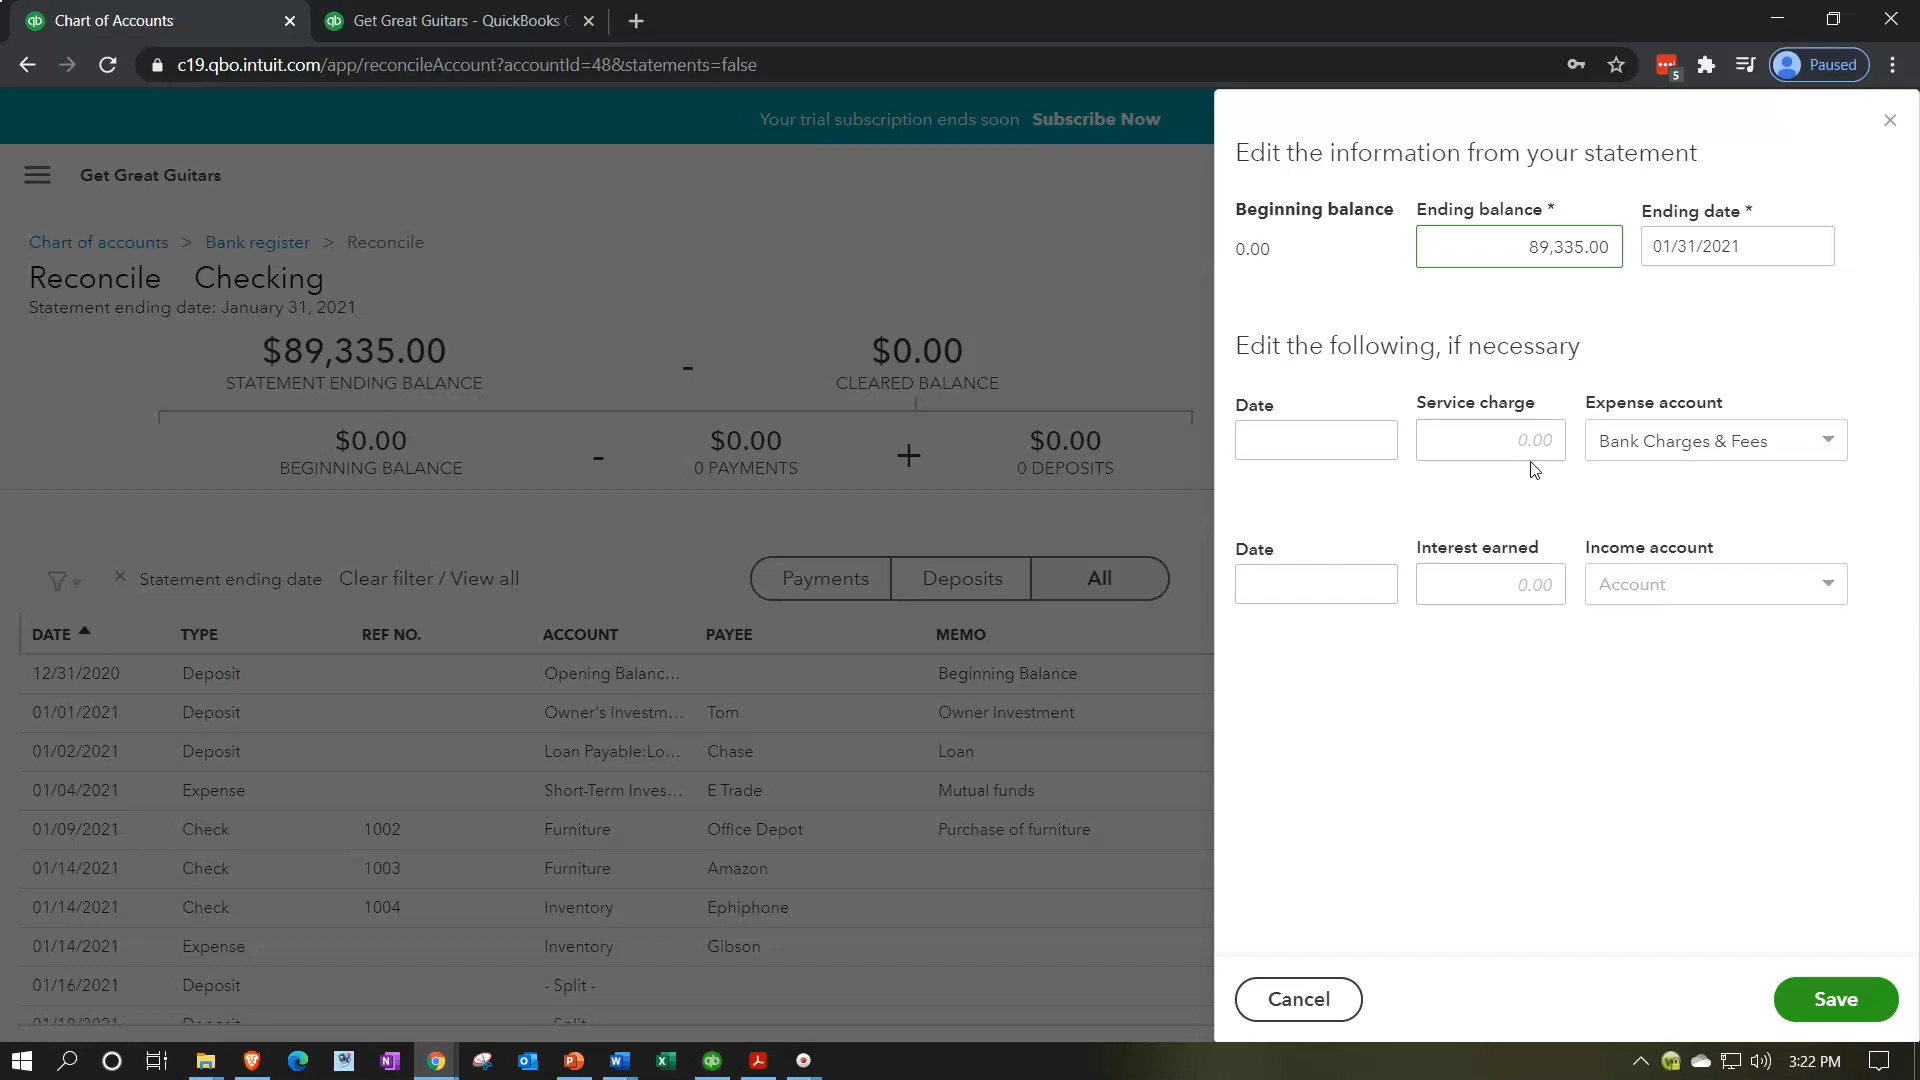 Chart of Accounts
Get Great Guitars - QuickBooks
c19.qbo.intuit.com/app/reconcileAccount?accountId=48&statements=false
5
Paused
Your trial subscription ends soon Subscribe Now
Get Great Guitars
Chart of accounts > Bank register > Reconcile
Reconcile Checking
Statement ending date: January 31, 2021
$89,335.00 - $0.00
STATEMENT ENDING BALANCE CLEARED BALANCE
$0.00 - $0.00 + $0.00
BEGINNING BALANCE 0 PAYMENTS 0 DEPOSITS
Statement ending date Clear filter / View all Payments Deposits All
DATE TYPE REF NO. ACCOUNT PAYEE MEMO
12/31/2020 Deposit Opening Balanc... Beginning Balance
01/01/2021 Deposit Owner's Investm... Tom Owner Investment
01/02/2021 Deposit Loan Payable:Lo... Chase Loan
01/04/2021 Expense Short-Term Inves... E Trade Mutual funds
01/09/2021 Check 1002 Furniture Office Depot Purchase of furniture
01/14/2021 Check 1003 Furniture Amazon
01/14/2021 Check 1004 Inventory Ephiphone
01/14/2021 Expense Inventory Gibson
01/16/2021 Deposit - Split -
01/18/2021 Deposit - Split -
Edit the information from your statement
Beginning balance Ending balance * Ending date *
0.00 89,335.00 01/31/2021
Edit the following, if necessary
Date Service charge Expense account
0.00 Bank Charges & Fees
Date Interest earned Income account
0.00 Account
Cancel Save
3:22 PM